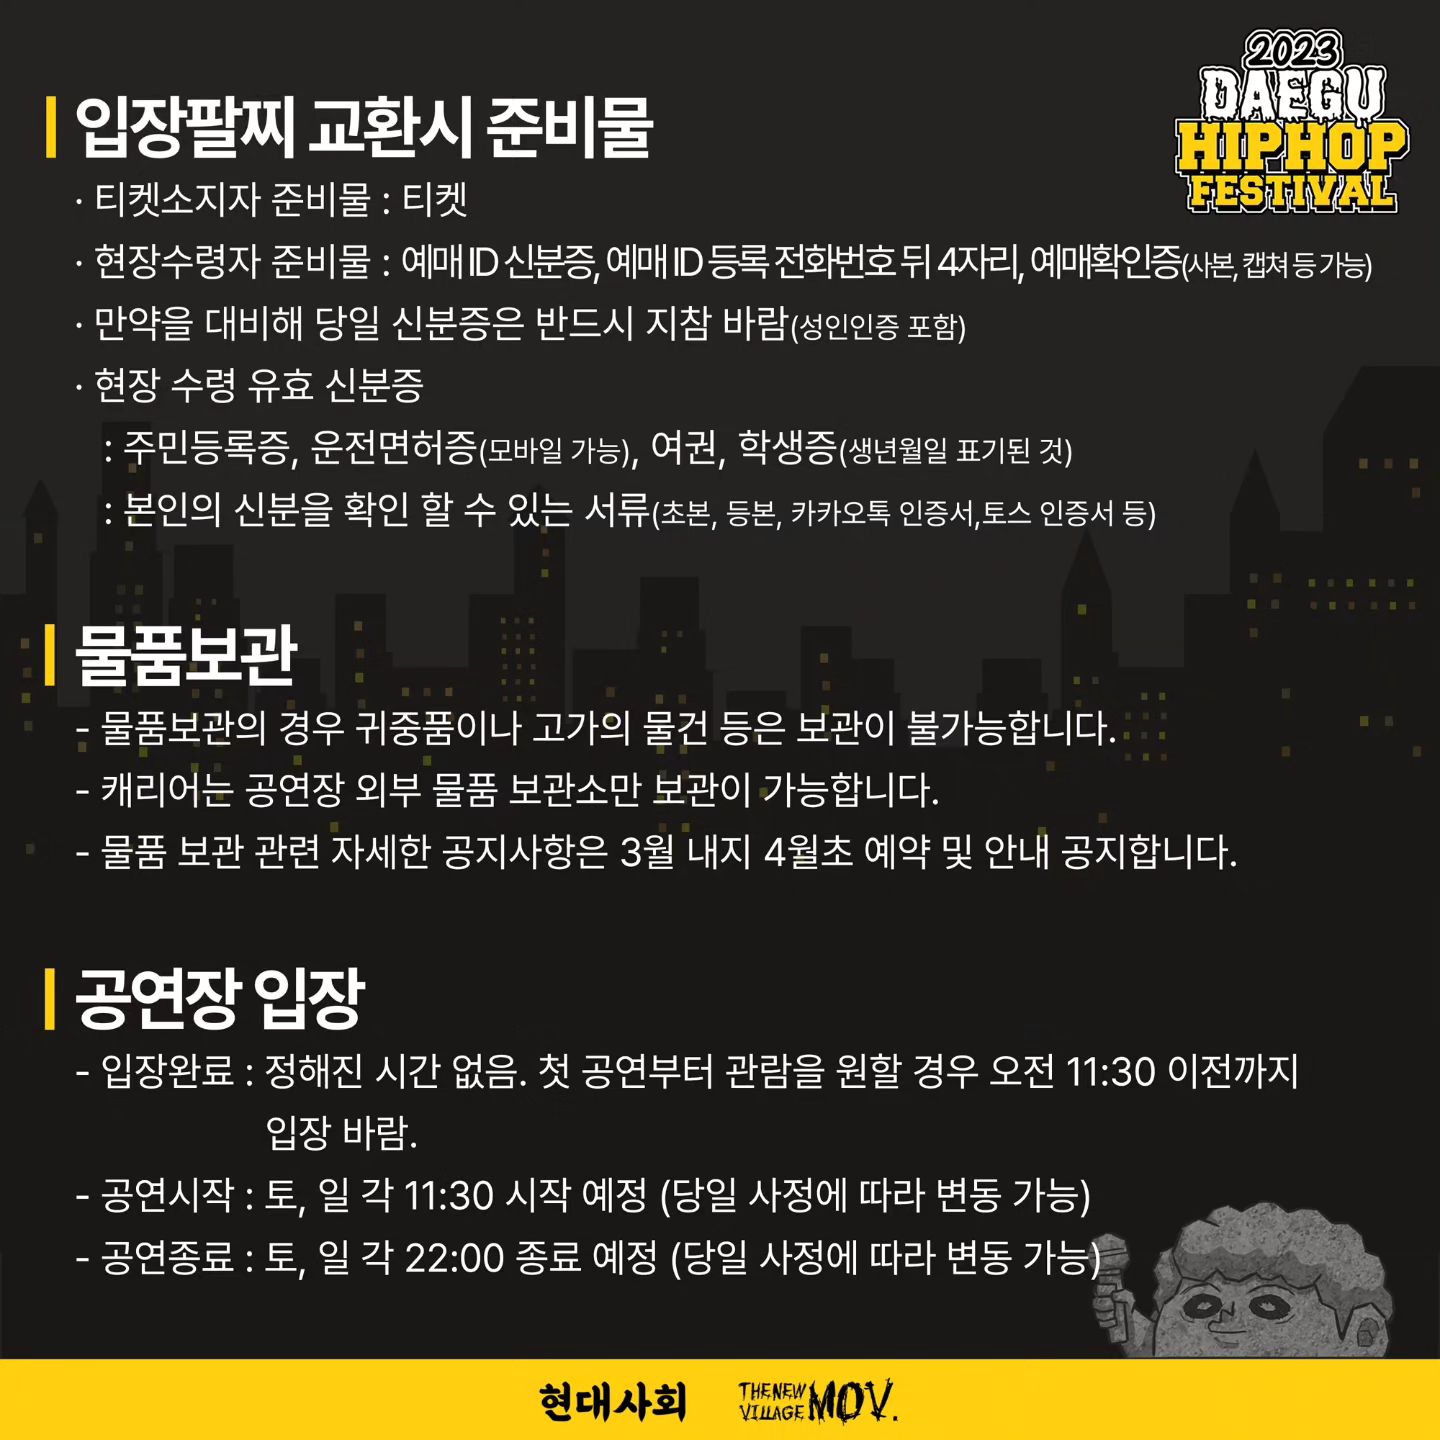 2023
DAEGU
HIPHOP
FESTIVAL
입장팔찌 교환시 준비물
· 티켓소지자 준비물 : 티켓
· 현장수령자 준비물 : 예매 ID 신분증, 예매 ID 등록 전화번호 뒤 4자리, 예매확인증(사본, 캡쳐 등 가능)
· 만약을 대비해 당일 신분증은 반드시 지참 바람(성인인증 포함)
· 현장 수령 유효 신분증
: 주민등록증, 운전면허증(모바일 가능), 여권, 학생증(생년월일 표기된 것)
: 본인의 신분을 확인 할 수 있는 서류(초본, 등본, 카카오톡 인증서,토스 인증서 등)
물품보관
- 물품보관의 경우 귀중품이나 고가의 물건 등은 보관이 불가능합니다.
- 캐리어는 공연장 외부 물품 보관소만 보관이 가능합니다.
- 물품 보관 관련 자세한 공지사항은 3월 내지 4월초 예약 및 안내 공지합니다.
공연장 입장
- 입장완료 : 정해진 시간 없음. 첫 공연부터 관람을 원할 경우 오전 11:30 이전까지
입장 바람.
- 공연시작 : 토, 일 각 11:30 시작 예정 (당일 사정에 따라 변동 가능)
- 공연종료 : 토, 일 각 22:00 종료 예정 (당일 사정에 따라 변동 가능)
현대사회
THE NEW
VILLAGE MOV.